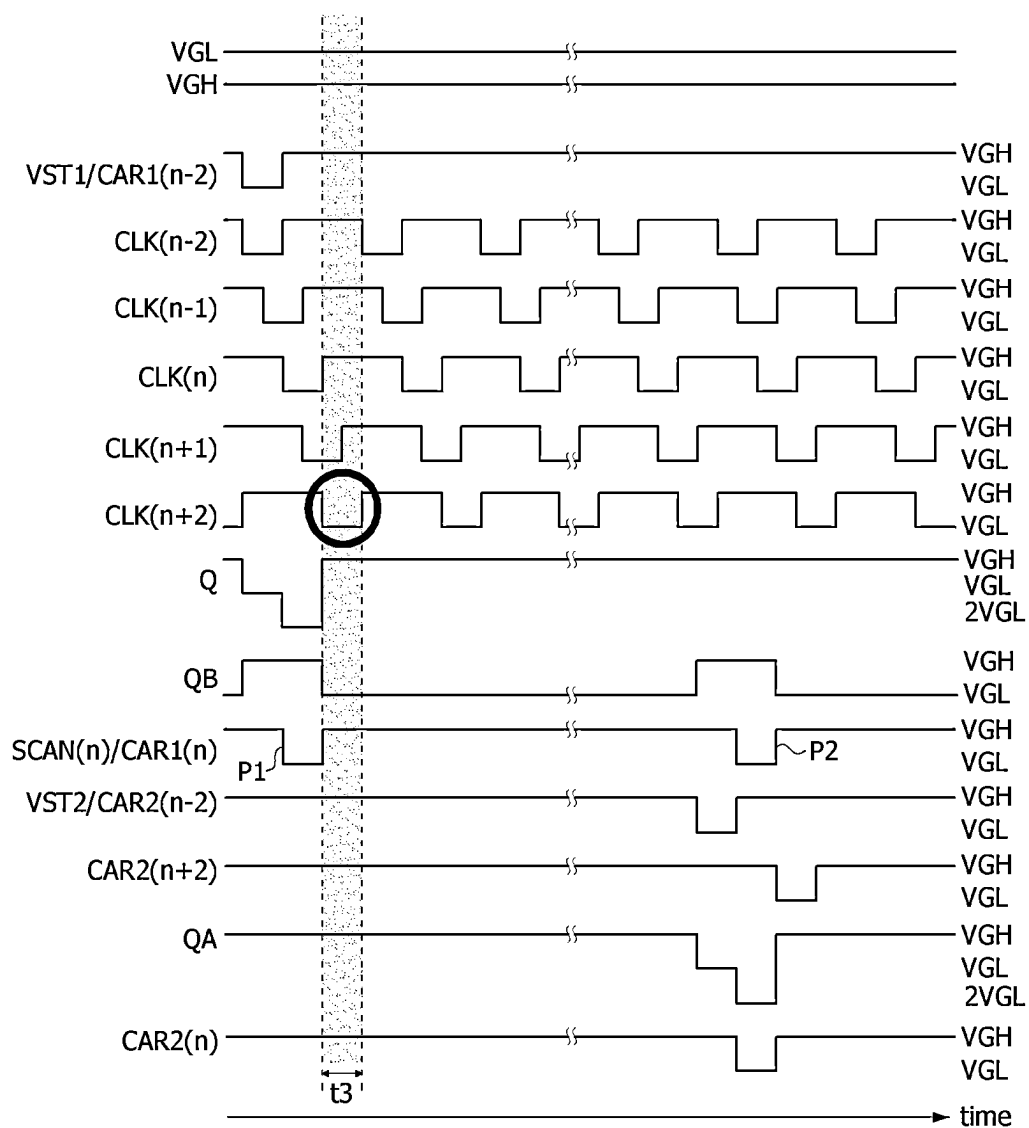 VGL
VGH
VST1/CAR1(n-2) VGH
VGL
CLK(n-2) VGH
VGL
CLK(n-1) VGH
VGL
CLK(n) VGH
VGL
CLK(n+1) VGH
VGL
CLK(n+2) VGH
VGL
Q VGH
VGL
2VGL
QB VGH
VGL
SCAN(n)/CAR1(n) P1 P2 VGH
VGL
VST2/CAR2(n-2) VGH
VGL
CAR2(n+2) VGH
VGL
QA VGH
VGL
2VGL
CAR2(n) VGH
VGL
t3
time